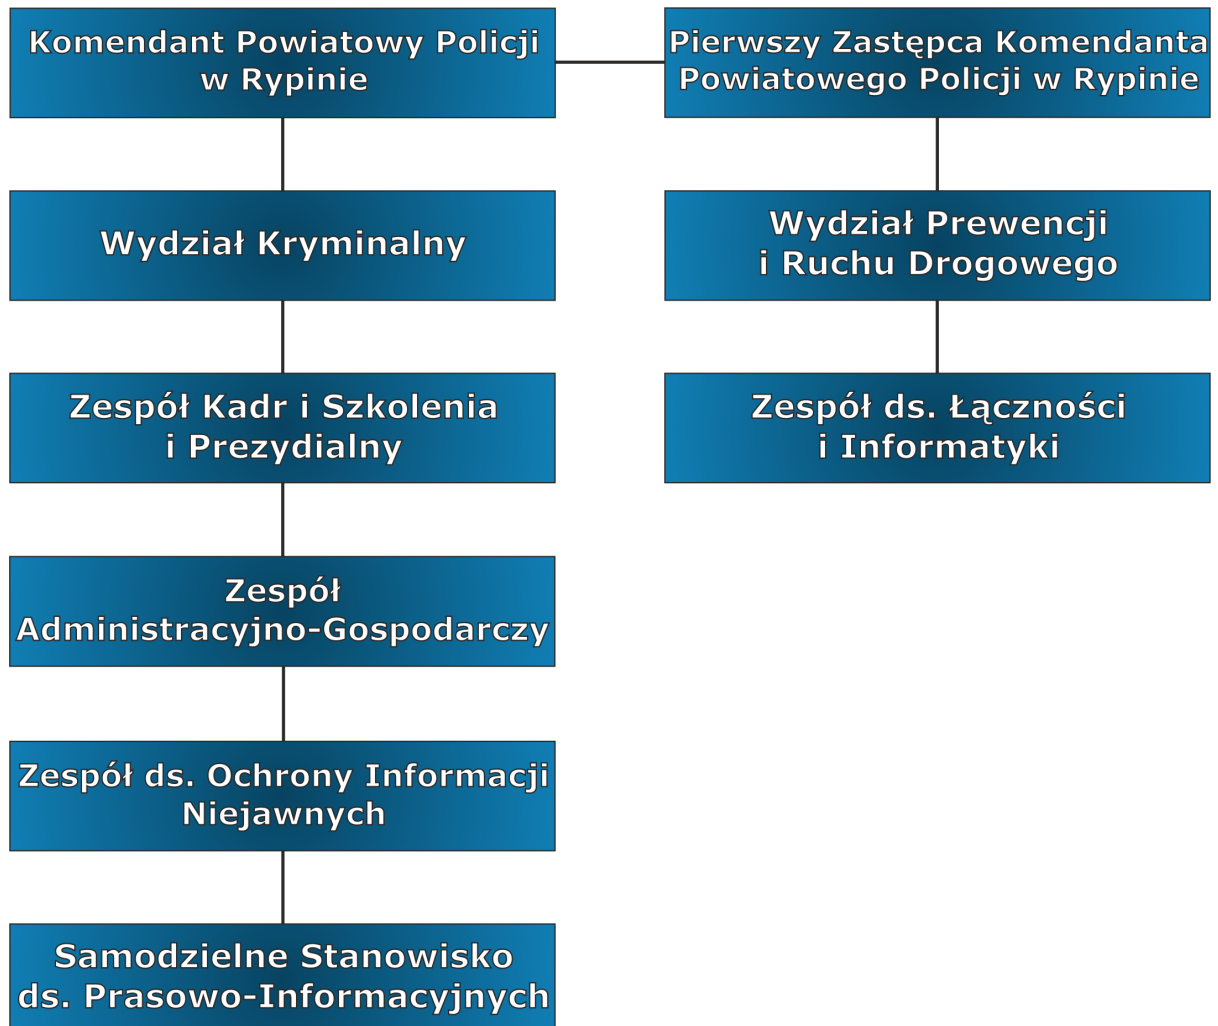 Komendant Powiatowy Policji
w Rypinie
Pierwszy Zastępca Komendanta
Powiatowego Policji w Rypinie
Wydział Kryminalny
Wydział Prewencji
i Ruchu Drogowego
Zespół Kadr i Szkolenia
i Prezydialny
Zespół ds. Łączności
i Informatyki
Zespół
Administracyjno-Gospodarczy
Zespół ds. Ochrony Informacji
Niejawnych
Samodzielne Stanowisko
ds. Prasowo-Informacyjnych